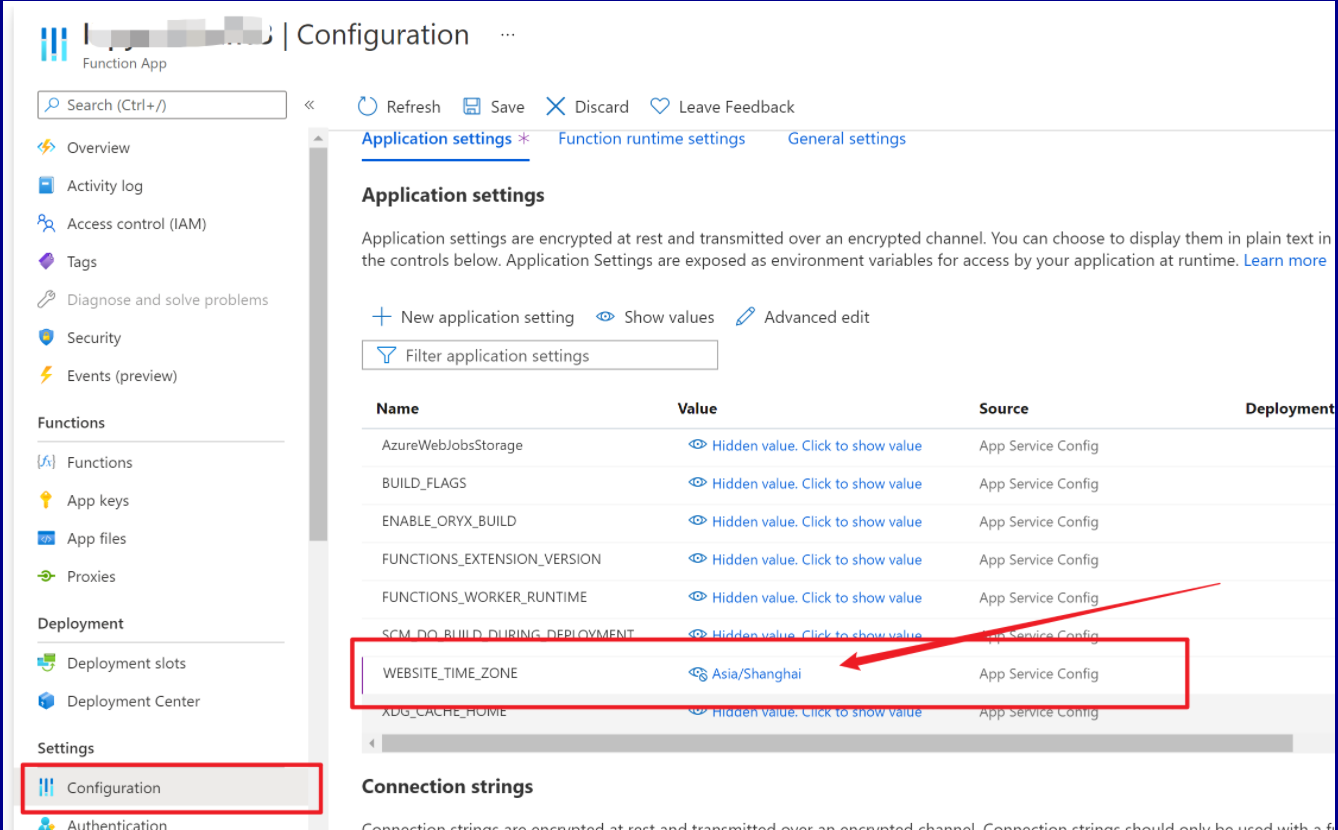 | Configuration ...
Function App
Search (Ctrl+/)
«
Refresh Save Discard Leave Feedback
Overview
Activity log
Access control (IAM)
Tags
Diagnose and solve problems
Security
Events (preview)
Functions
Functions
App keys
App files
Proxies
Deployment
Deployment slots
Deployment Center
Settings
Configuration
Authentication
Application settings * Function runtime settings General settings
Application settings
Application settings are encrypted at rest and transmitted over an encrypted channel. You can choose to display them in plain text in
the controls below. Application Settings are exposed as environment variables for access by your application at runtime. Learn more
New application setting Show values Advanced edit
Filter application settings
Name Value Source Deployment
AzureWebJobsStorage Hidden value. Click to show value App Service Config
BUILD_FLAGS Hidden value. Click to show value App Service Config
ENABLE_ORYX_BUILD Hidden value. Click to show value App Service Config
FUNCTIONS_EXTENSION_VERSION Hidden value. Click to show value App Service Config
FUNCTIONS_WORKER_RUNTIME Hidden value. Click to show value App Service Config
SCM_DO_BUILD_DURING_DEPLOYMENT Hidden value. Click to show value App Service Config
WEBSITE_TIME_ZONE Asia/Shanghai App Service Config
XDG_CACHE_HOME Hidden value. Click to show value App Service Config
Connection strings
Connection strings are encrypted at rest and transmitted over an encrypted channel. Connection strings should only be used with a